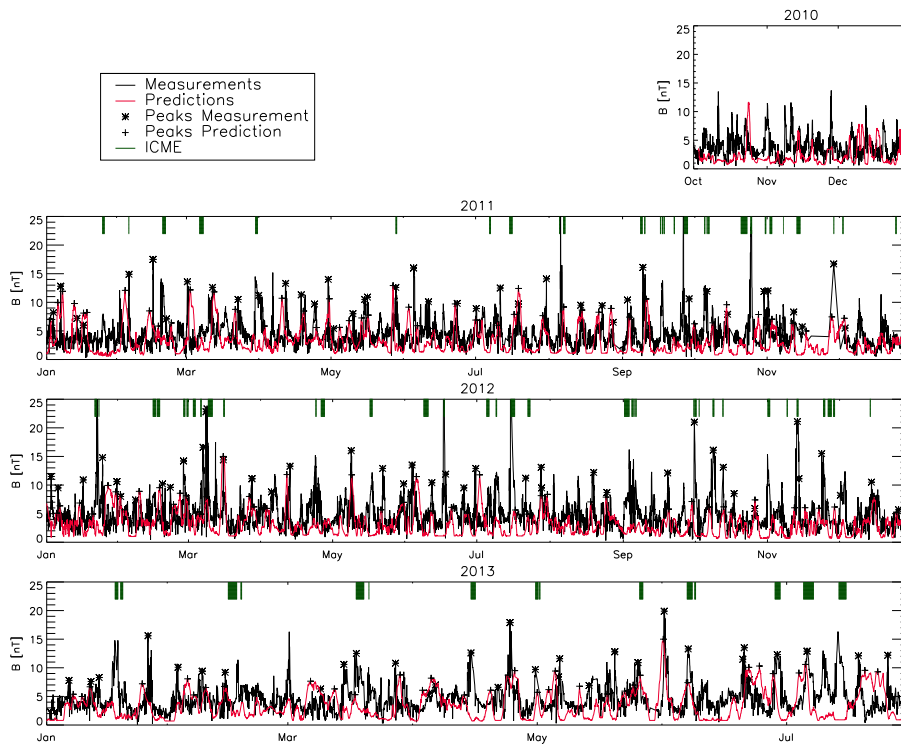 2010
25
20
15
10
5
0
B [nT]
Oct Nov Dec
Measurements
Predictions
Peaks Measurement
Peaks Prediction
ICME
2011
25
20
15
10
5
0
B [nT]
Jan Mar May Jul Sep Nov
2012
25
20
15
10
5
0
B [nT]
Jan Mar May Jul Sep Nov
2013
25
20
15
10
5
0
B [nT]
Jan Mar May Jul